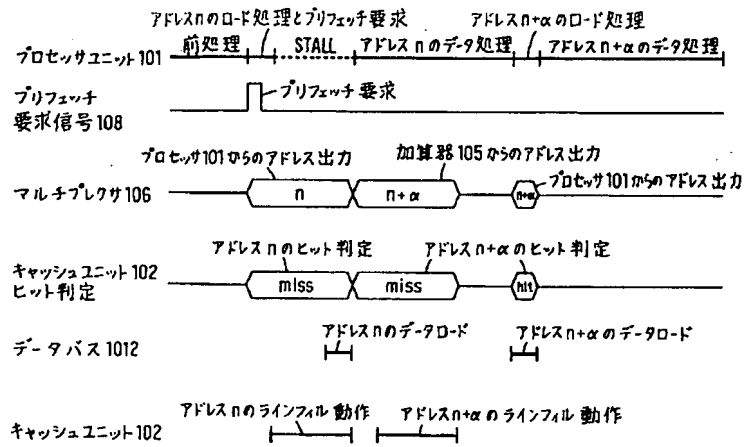 アドレスnのロード処理とプリフェッチ要求
アドレスn+αのロード処理
プロセッサユニット101
前処理
STALL
アドレスnのデータ処理
アドレスn+αのデータ処理
プリフェッチ
要求信号108
プリフェッチ要求
プロセッサ101からのアドレス出力
加算器105からのアドレス出力
マルチプレクサ106
n
n+α
n+α
プロセッサ101からのアドレス出力
アドレスnのヒット判定
アドレスn+αのヒット判定
キャッシュユニット102
ヒット判定
miss
miss
hit
データバス1012
アドレスnのデータロード
アドレスn+αのデータロード
キャッシュユニット102
アドレスnのラインフィル動作
アドレスn+αのラインフィル動作